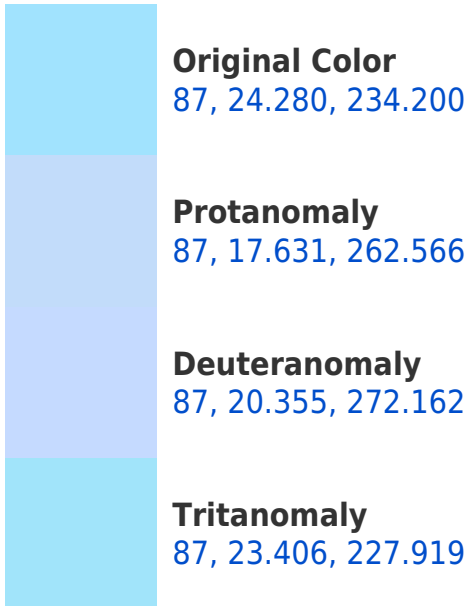 Original Color
87, 24.280, 234.200
Protanomaly
87, 17.631, 262.566
Deuteranomaly
87, 20.355, 272.162
Tritanomaly
87, 23.406, 227.919